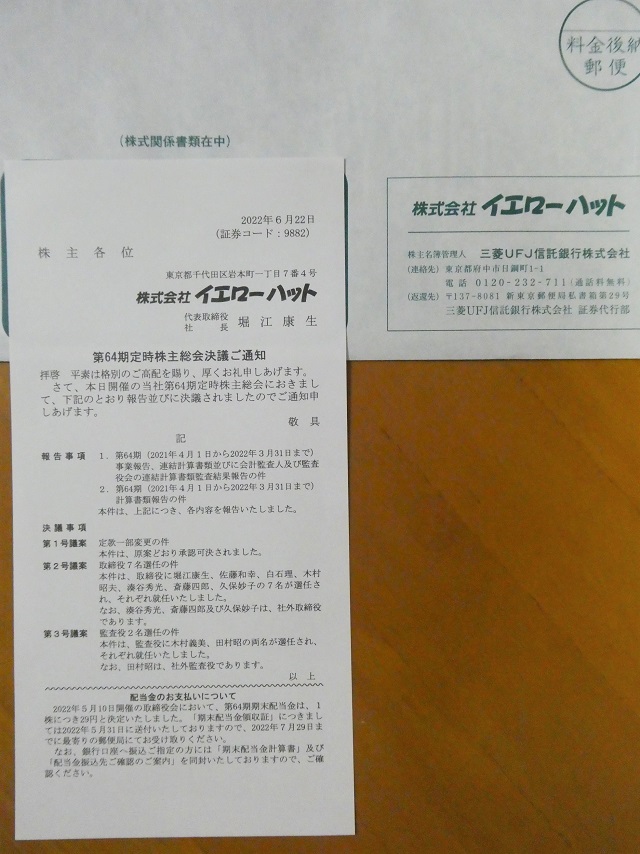 料金後納
郵便
（株式関係書類在中）
株式会社 イエローハット
株主名簿管理人 三菱UFJ信託銀行株式会社
（連絡先）東京都府中市日鋼町1-1
電話 0120-232-711（通話料無料）
（返還先）〒137-8081 新東京郵便局私書箱第29号
三菱UFJ信託銀行株式会社 証券代行部
2022年６月22日
（証券コード：9882）
株主各位
東京都千代田区岩本町一丁目７番４号
株式会社 イエローハット
代表取締役
社長 堀江康生
第64期定時株主総会決議ご通知
拝啓　平素は格別のご高配を賜り、厚くお礼申しあげます。
さて、本日開催の当社第64期定時株主総会におきまし
て、下記のとおり報告並びに決議されましたのでご通知申
しあげます。
敬具
記
報告事項 １．第64期（2021年４月１日から2022年３月31日まで）
事業報告、連結計算書類並びに会計監査人及び監査
役会の連結計算書類監査結果報告の件
２．第64期（2021年４月１日から2022年３月31日まで）
計算書類報告の件
本件は、上記につき、各内容を報告いたしました。
決議事項
第１号議案 定款一部変更の件
本件は、原案どおり承認可決されました。
第２号議案 取締役７名選任の件
本件は、取締役に堀江康生、佐藤和幸、白石理、木村
昭夫、湊谷秀光、斎藤四郎、久保妙子の７名が選任さ
れ、それぞれ就任いたしました。
なお、湊谷秀光、斎藤四郎及び久保妙子は、社外取締役
であります。
第３号議案 監査役２名選任の件
本件は、監査役に木村義美、田村昭の両名が選任され、
それぞれ就任いたしました。
なお、田村昭は、社外監査役であります。
以上
配当金のお支払いについて
2022年５月10日開催の取締役会において、第64期期末配当金は、１
株につき29円と決定いたしました。「期末配当金領収証」につきまし
ては2022年５月31日に送付いたしておりますので、2022年７月29日ま
でに最寄りの郵便局にてお受け取りください。
なお、銀行口座へ振込ご指定の方には「期末配当金計算書」及び
「配当金振込先ご確認のご案内」を同封いたしておりますので、ご確
認ください。